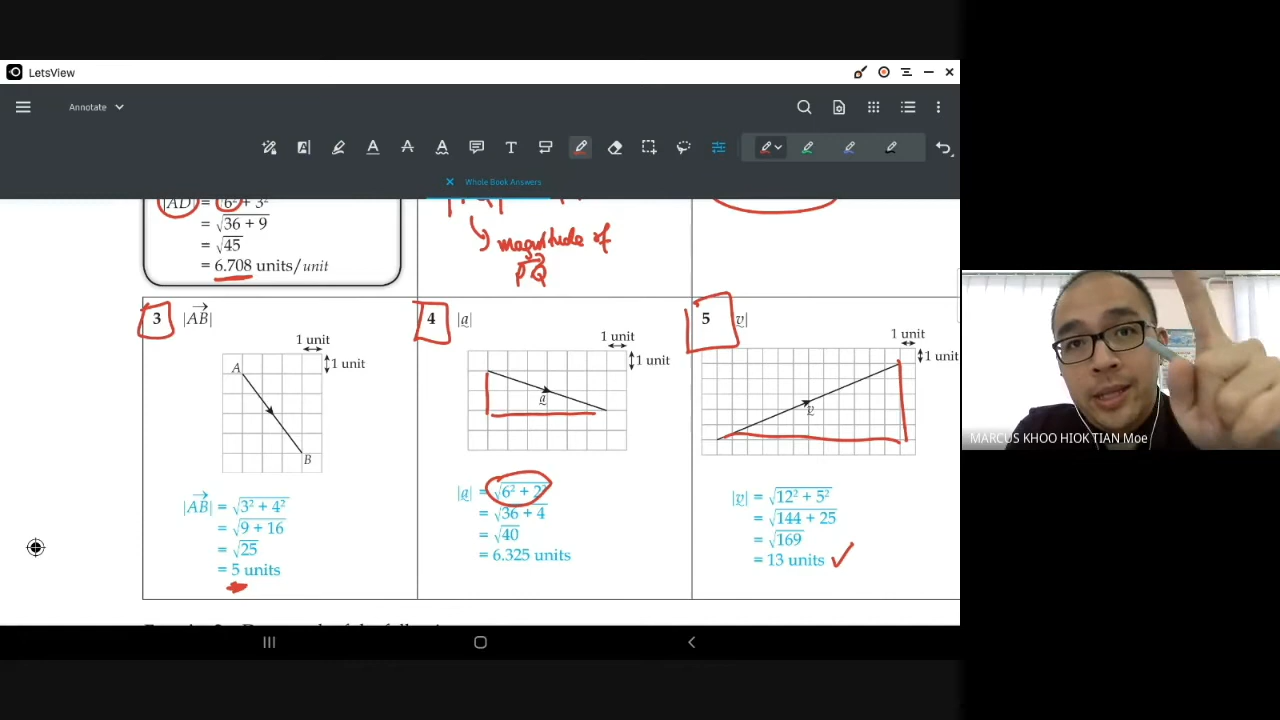 LetsView
Annotate
Whole Book Answers
|AD| = √6² + 3²
= √36 + 9
= √45
= 6.708 units/unit
magnitude of
PQ
3 |AB|
1 unit
1 unit
A
B
|AB| = √3² + 4²
= √9 + 16
= √25
= 5 units
4 |a|
1 unit
1 unit
a
|a| = √6² + 2²
= √36 + 4
= √40
= 6.325 units
5 v|
1 unit
1 unit
v
|v| = √12² + 5²
= √144 + 25
= √169
= 13 units
MARCUS KHOO HIOK TIAN Moe